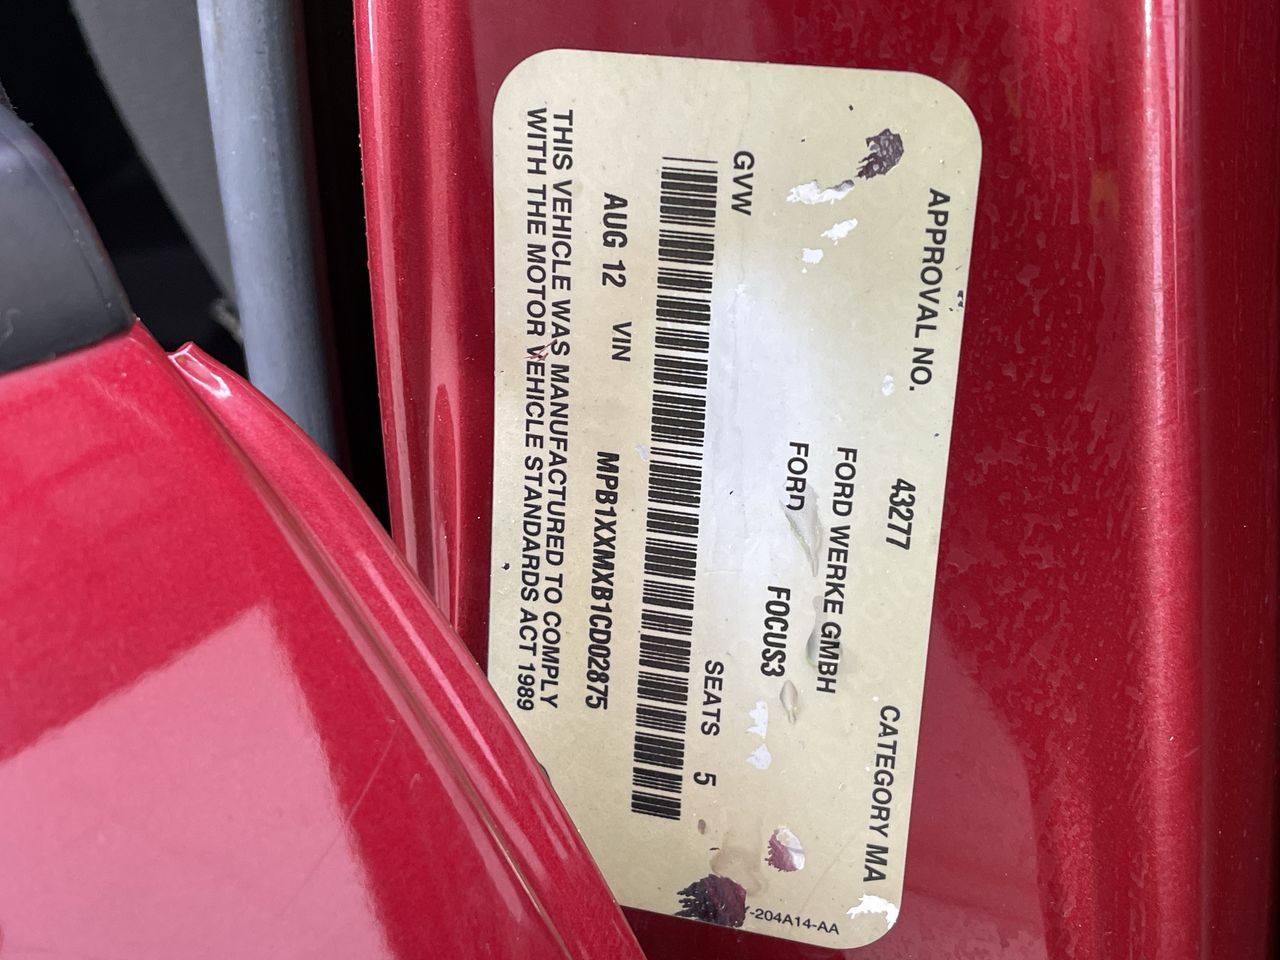 APPROVAL NO. 43277 CATEGORY MA
FORD WERKE GMBH
FORD FOCUS3
GVW SEATS 5
AUG 12 VIN MPB1XXMXB1CD02875
THIS VEHICLE WAS MANUFACTURED TO COMPLY
WITH THE MOTOR VEHICLE STANDARDS ACT 1989
-204A14-AA